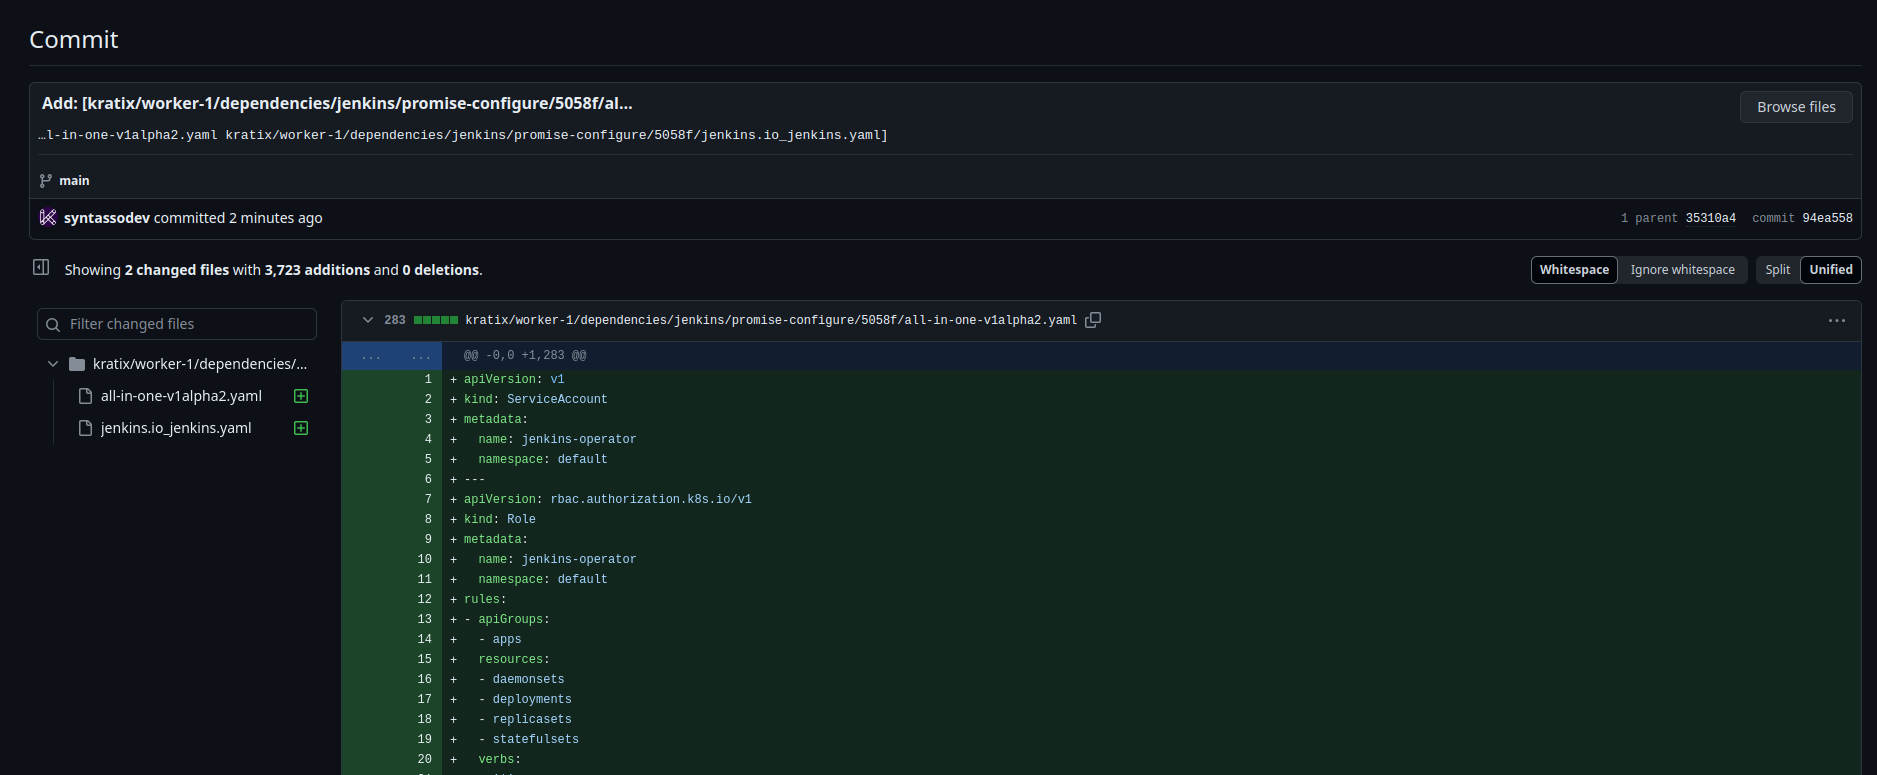 Commit
Add: [kratix/worker-1/dependencies/jenkins/promise-configure/5058f/al...
Browse files
…l-in-one-v1alpha2.yaml kratix/worker-1/dependencies/jenkins/promise-configure/5058f/jenkins.io_jenkins.yaml]
main
syntassodev committed 2 minutes ago
1 parent 35310a4 commit 94ea558
Showing 2 changed files with 3,723 additions and 0 deletions.
Whitespace Ignore whitespace Split Unified
Filter changed files
kratix/worker-1/dependencies/...
all-in-one-v1alpha2.yaml
jenkins.io_jenkins.yaml
283 kratix/worker-1/dependencies/jenkins/promise-configure/5058f/all-in-one-v1alpha2.yaml
... ... @@ -0,0 +1,283 @@
1 + apiVersion: v1
2 + kind: ServiceAccount
3 + metadata:
4 +   name: jenkins-operator
5 +   namespace: default
6 + ---
7 + apiVersion: rbac.authorization.k8s.io/v1
8 + kind: Role
9 + metadata:
10 +   name: jenkins-operator
11 +   namespace: default
12 + rules:
13 + - apiGroups:
14 +   - apps
15 +   resources:
16 +   - daemonsets
17 +   - deployments
18 +   - replicasets
19 +   - statefulsets
20 +   verbs: